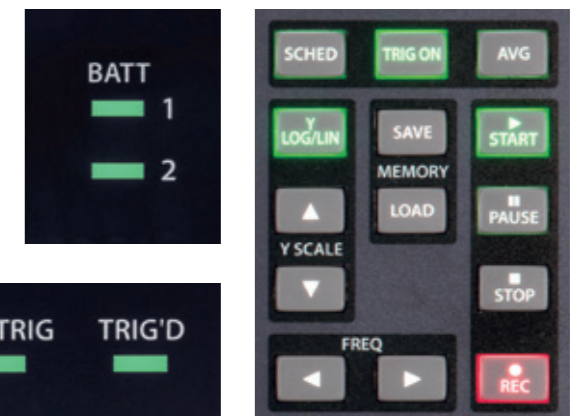 BATT
1
2
TRIG TRIG'D
SCHED TRIG ON AVG
Y
LOG/LIN
SAVE
START
MEMORY
LOAD
PAUSE
Y SCALE
STOP
FREQ
REC